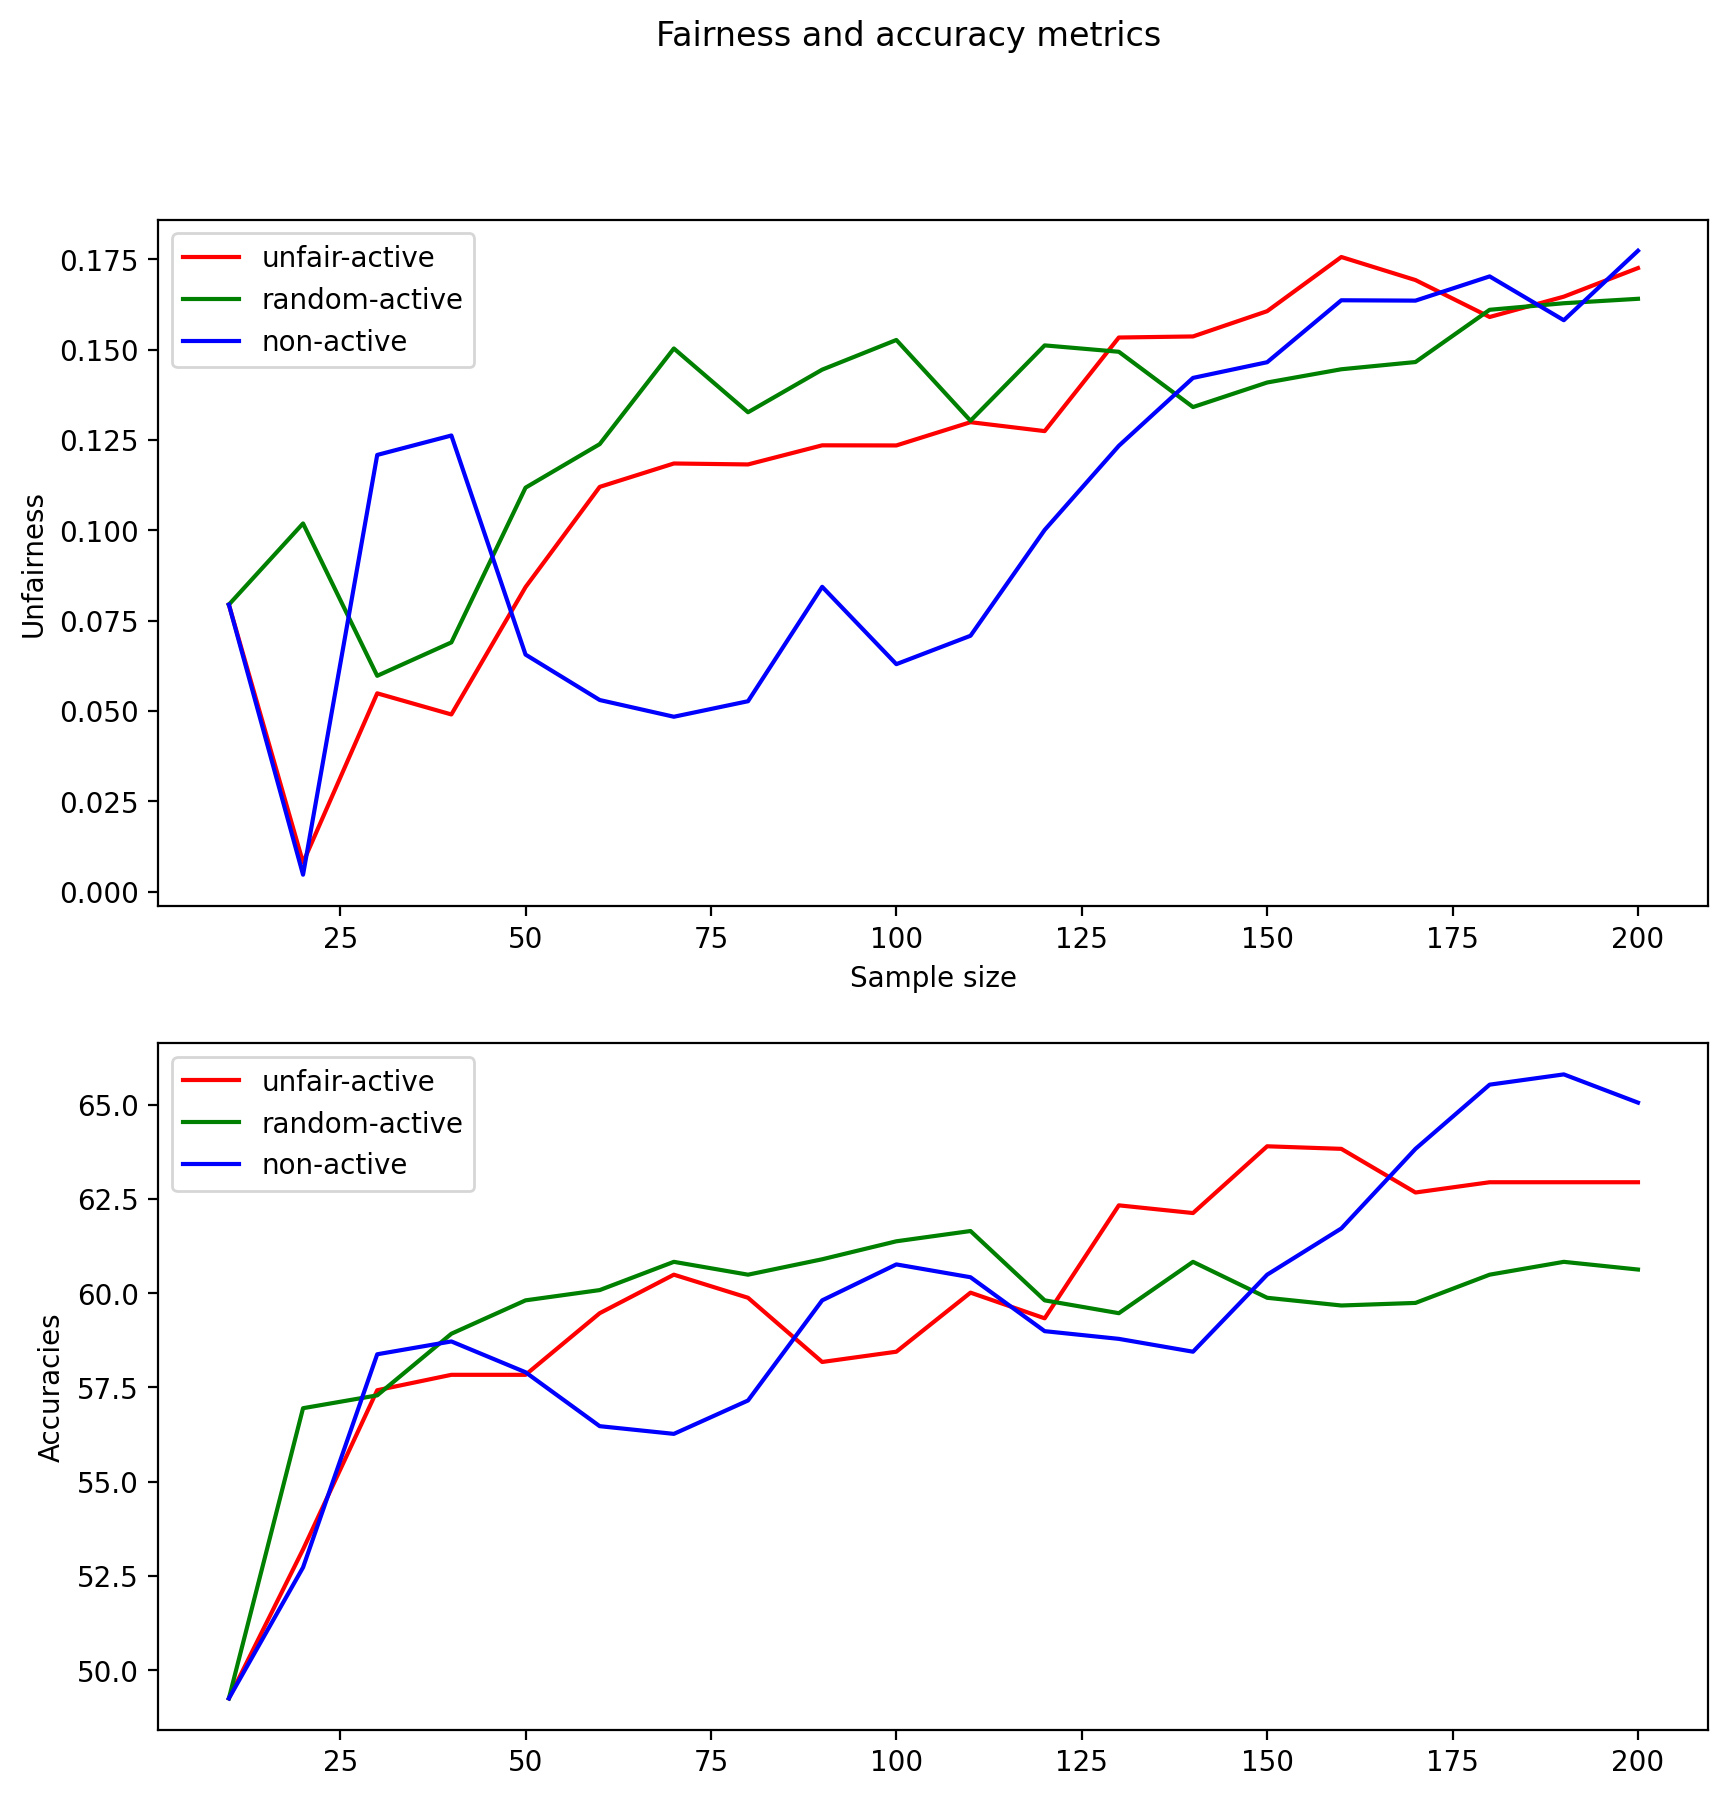 Fairness and accuracy metrics
unfair-active
random-active
non-active
0.175
0.150
0.125
0.100
0.075
0.050
0.025
0.000
Unfairness
25 50 75 100 125 150 175 200
Sample size
unfair-active
random-active
non-active
65.0
62.5
60.0
57.5
55.0
52.5
50.0
Accuracies
25 50 75 100 125 150 175 200